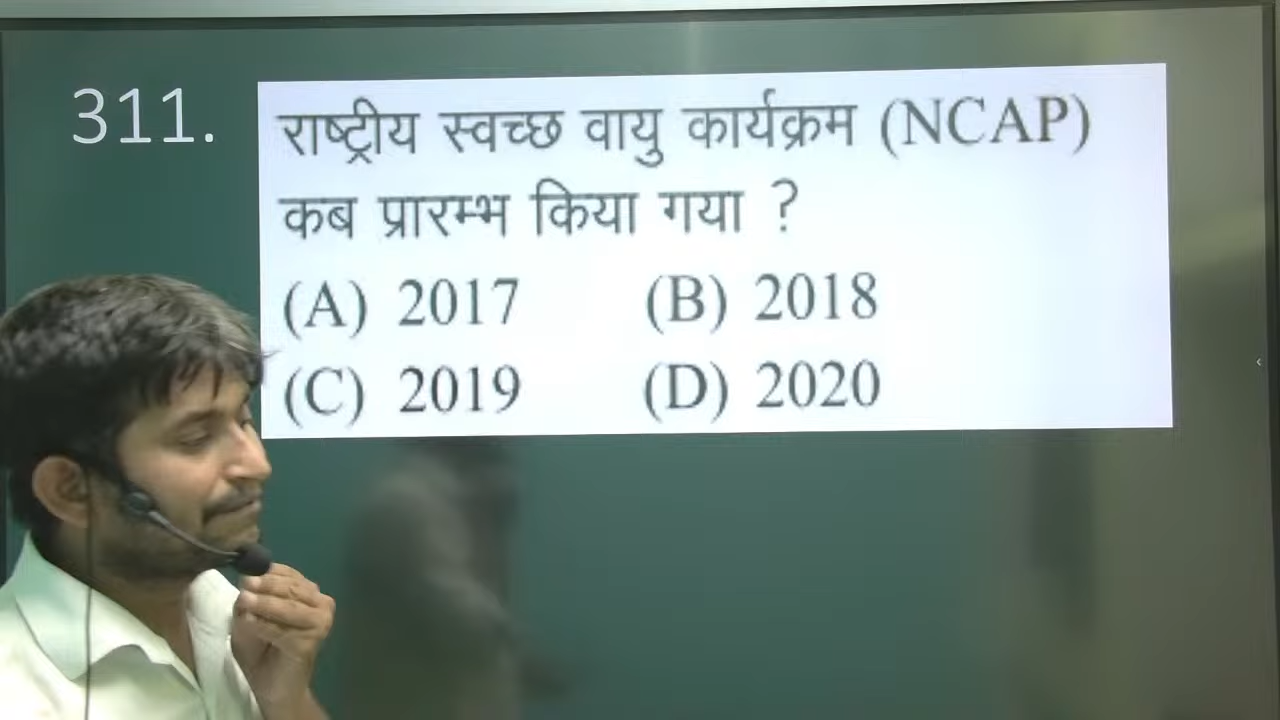 311.
राष्ट्रीय स्वच्छ वायु कार्यक्रम (NCAP)
कब प्रारम्भ किया गया ?
(A) 2017 (B) 2018
(C) 2019 (D) 2020